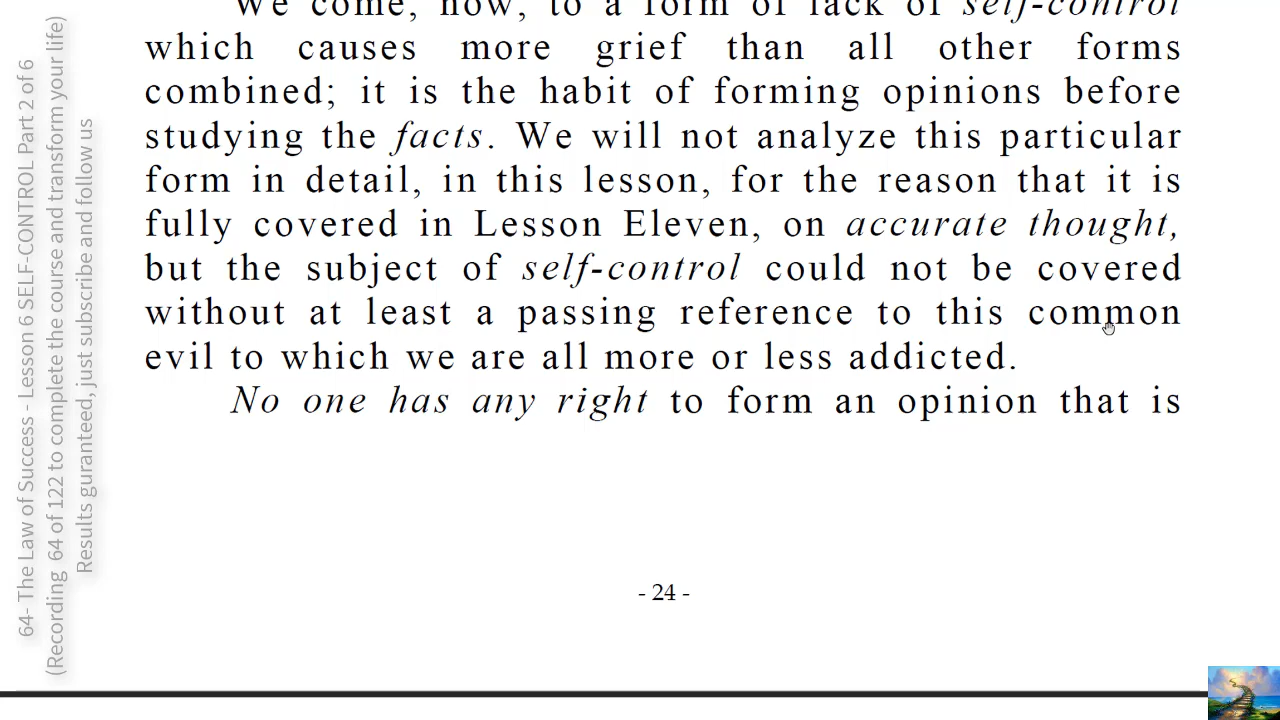 We come, now, to a form of lack of self-control
which causes more grief than all other forms
combined; it is the habit of forming opinions before
studying the facts. We will not analyze this particular
form in detail, in this lesson, for the reason that it is
fully covered in Lesson Eleven, on accurate thought,
but the subject of self-control could not be covered
without at least a passing reference to this common
evil to which we are all more or less addicted.
No one has any right to form an opinion that is
- 24 -
64- The Law of Success - Lesson 6 SELF-CONTROL Part 2 of 6
(Recording 64 of 122 to complete the course and transform your life)
Results guranteed, just subscribe and follow us